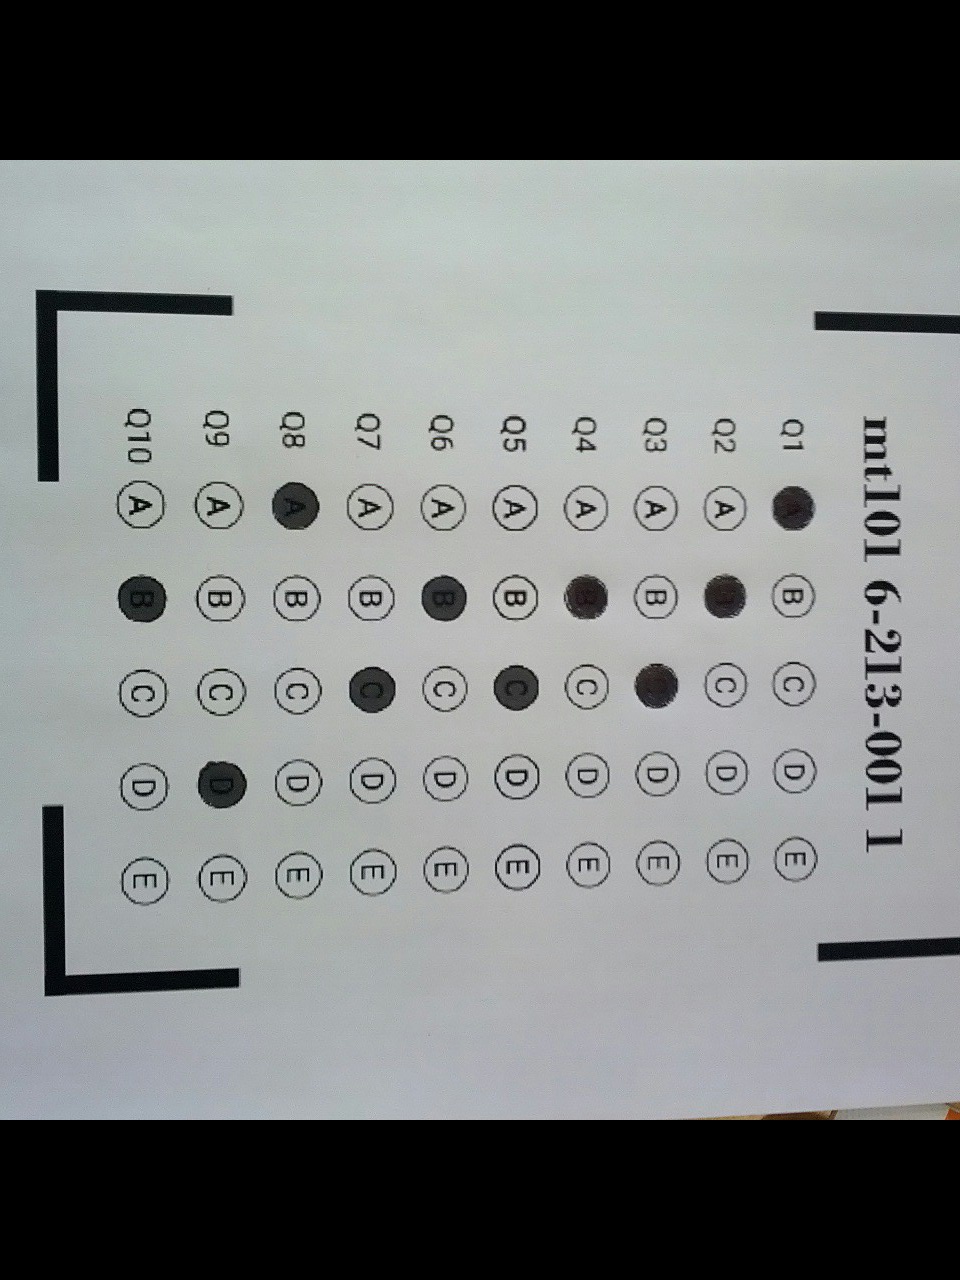 mt101 6-213-001 1
Q1 A B C D E
Q2 A B C D E
Q3 A B C D E
Q4 A B C D E
Q5 A B C D E
Q6 A B C D E
Q7 A B C D E
Q8 A B C D E
Q9 A B C D E
Q10 A B C D E